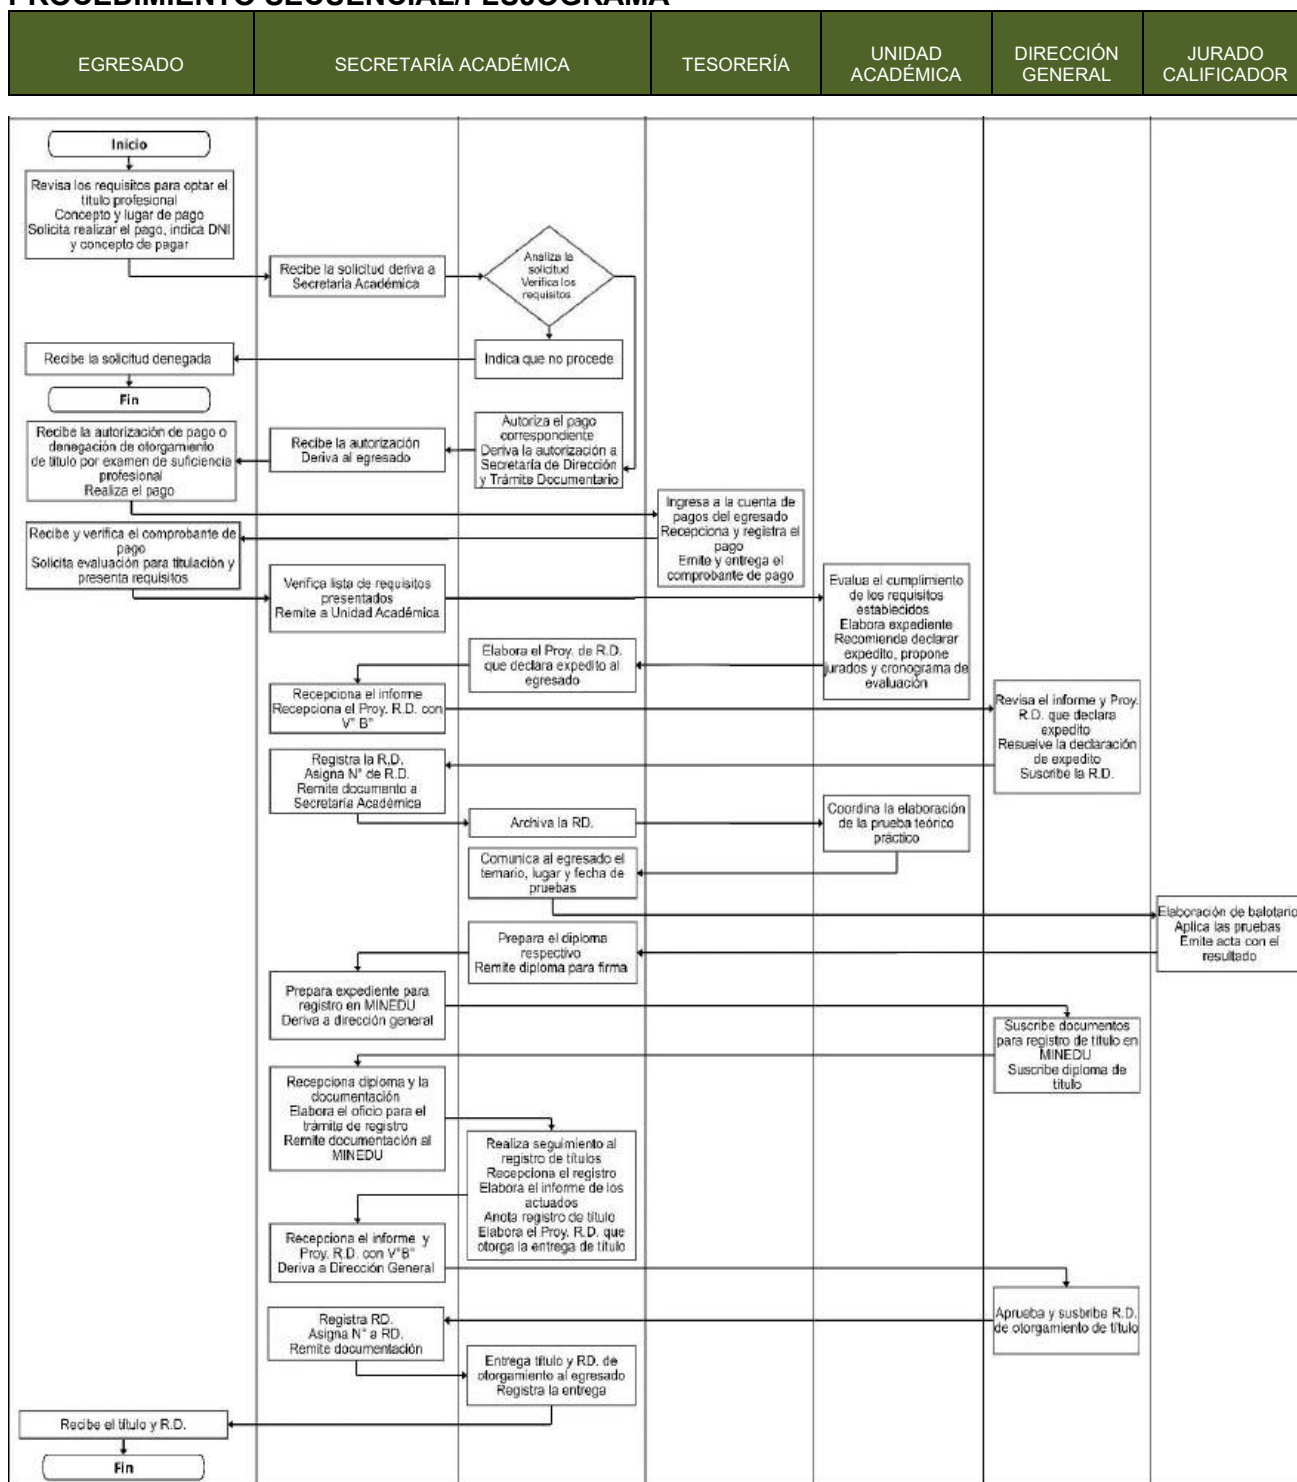 PROCEDIMIENTO SECUENCIAL/FLUJOGRAMA
EGRESADO
SECRETARÍA ACADÉMICA
TESORERÍA
UNIDAD
ACADÉMICA
DIRECCIÓN
GENERAL
JURADO
CALIFICADOR
Inicio
Revisa los requisitos para optar el
título profesional
Concepto y lugar de pago
Solicita realizar el pago, indica DNI
y concepto de pagar
Recibe la solicitud deriva a
Secretaría Académica
Analiza la
solicitud
Verifica los
requisitos
Indica que no procede
Recibe la solicitud denegada
Fin
Autoriza el pago
correspondiente
Deriva la autorización a
Secretaría de Dirección
y Trámite Documentario
Recibe la autorización
Deriva al egresado
Recibe la autorización de pago o
denegación de otorgamiento
de título por examen de suficiencia
profesional
Realiza el pago
Ingresa a la cuenta de
pagos del egresado
Recepciona y registra el
pago
Emite y entrega el
comprobante de pago
Recibe y verifica el comprobante de
pago
Solicita evaluación para titulación y
presenta requisitos
Verifica lista de requisitos
presentados
Remite a Unidad Académica
Evalua el cumplimiento
de los requisitos
establecidos
Elabora expediente
Recomienda declarar
expedito, propone
jurados y cronograma de
evaluación
Elabora el Proy. de R.D.
que declara expedito al
egresado
Recepciona el informe
Recepciona el Proy. R.D. con
V° B°
Revisa el informe y Proy.
R.D. que declara
expedito
Resuelve la declaración
de expedito
Suscribe la R.D.
Registra la R.D.
Asigna N° de R.D.
Remite documento a
Secretaría Académica
Archiva la RD.
Coordina la elaboración
de la prueba teórico
práctico
Comunica al egresado el
temario, lugar y fecha de
pruebas
Elaboración de balotario
Aplica las pruebas
Emite acta con el
resultado
Prepara el diploma
respectivo
Remite diploma para firma
Prepara expediente para
registro en MINEDU
Deriva a dirección general
Suscribe documentos
para registro de título en
MINEDU
Suscribe diploma de
título
Recepciona diploma y la
documentación
Elabora el oficio para el
trámite de registro
Remite documentación al
MINEDU
Realiza seguimiento al
registro de títulos
Recepciona el registro
Elabora el informe de los
actuados
Anota registro de título
Elabora el Proy. R.D. que
otorga la entrega de título
Recepciona el informe y
Proy. R.D. con V°B°
Deriva a Dirección General
Aprueba y susbribe R.D.
de otorgamiento de título
Registra RD.
Asigna N° a RD.
Remite documentación
Entrega título y RD. de
otorgamiento al egresado
Registra la entrega
Recibe el título y R.D.
Fin